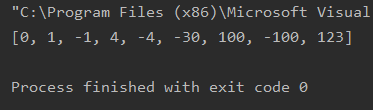 "C:\Program Files (x86)\Microsoft Visual
[0, 1, -1, 4, -4, -30, 100, -100, 123]
Process finished with exit code 0